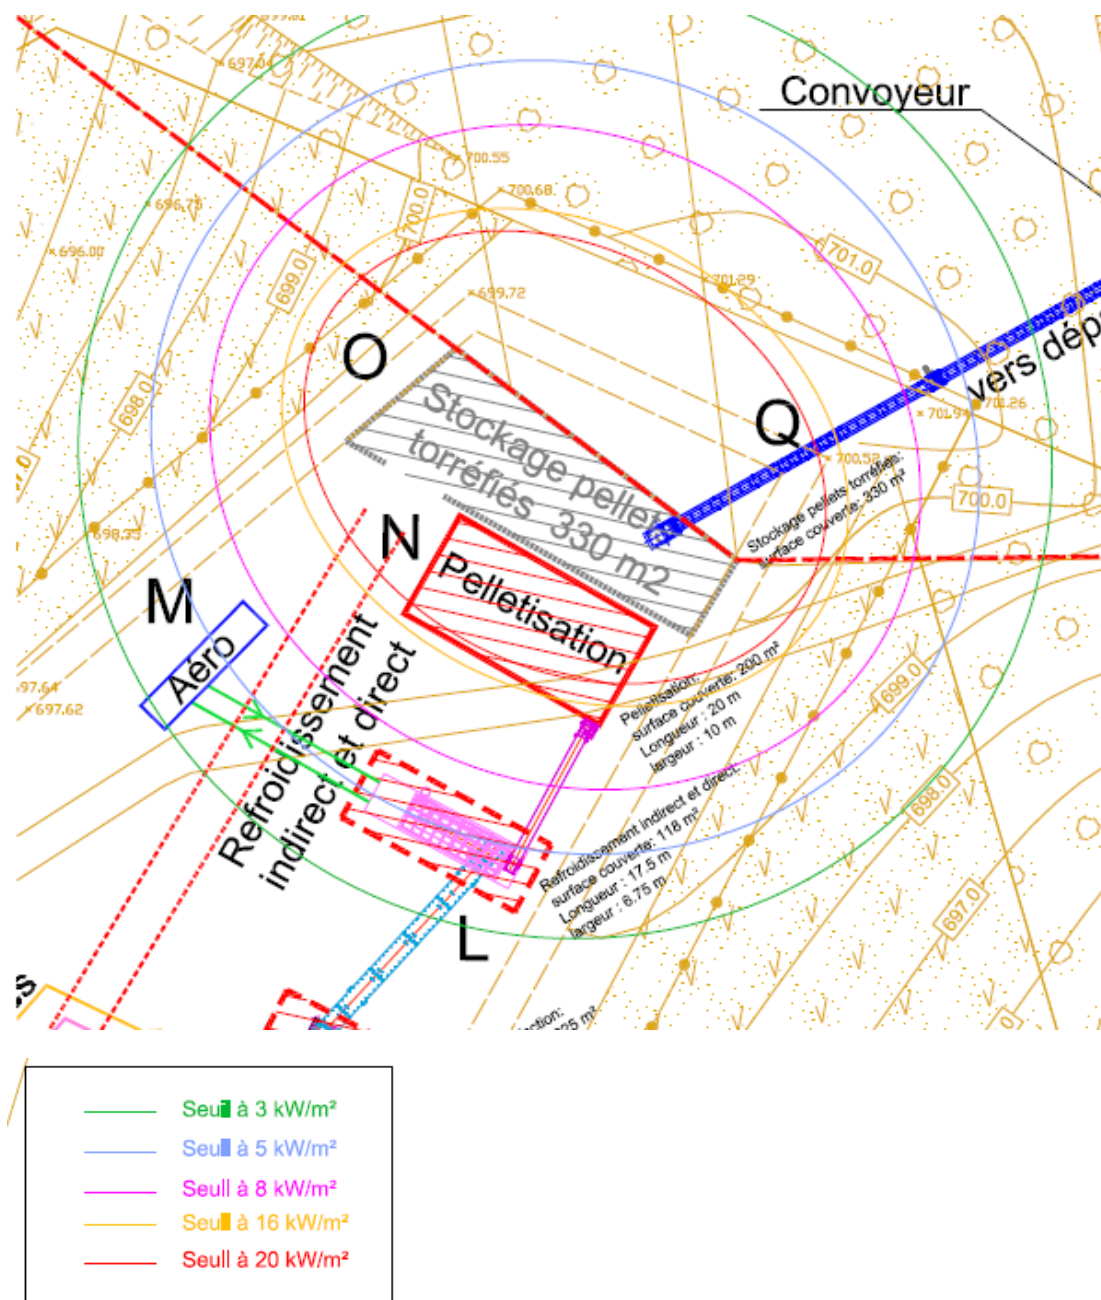 697.04
Convoyeur
700.55
700.68
700.0
696.75
696.00
699.0
701.0
701.29
699.72
O
vers
Stockage pellet
torréfiés 330 m2
Q
701.26
701.94
698.0
700.52
Stockage pellets torréfiés:
surface couverte: 330 m²
700.0
698.33
N
Pelletisation
M
Aéro
Refroidissement
indirect et direct
697.64
697.62
Pelletisation:
surface couverte: 200 m²
Longueur : 20 m
largeur : 10 m
699.0
698.0
Refroidissement indirect et direct:
surface couverte: 118 m²
Longueur : 17.5 m
largeur : 6.75 m
697.0
L
Seuil à 3 kW/m²
Seuil à 5 kW/m²
Seuil à 8 kW/m²
Seuil à 16 kW/m²
Seuil à 20 kW/m²